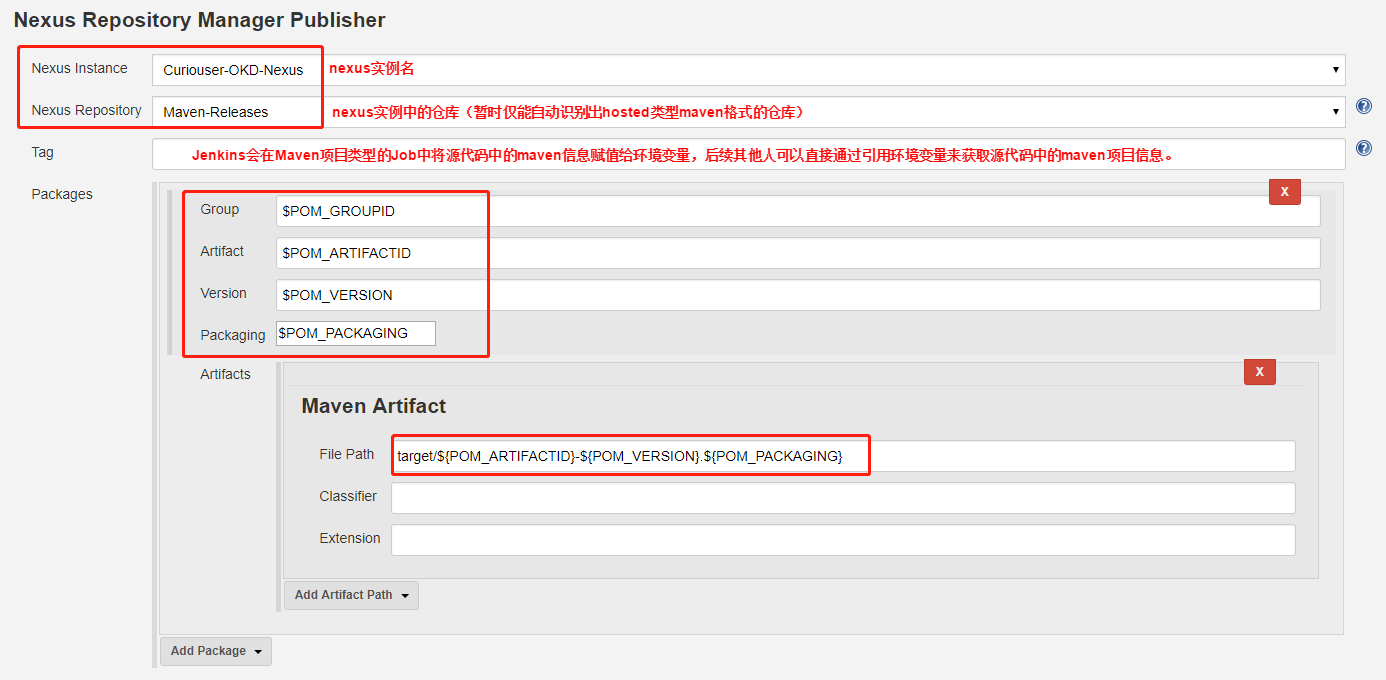 Nexus Repository Manager Publisher
Nexus Instance Curiouser-OKD-Nexus nexus实例名
Nexus Repository Maven-Releases nexus实例中的仓库（暂时仅能自动识别出hosted类型maven格式的仓库）
Tag Jenkins会在Maven项目类型的Job中将源代码中的maven信息赋值给环境变量，后续其他人可以直接通过引用环境变量来获取源代码中的maven项目信息。
Packages
X
Group $POM_GROUPID
Artifact $POM_ARTIFACTID
Version $POM_VERSION
Packaging $POM_PACKAGING
Artifacts
X
Maven Artifact
File Path target/${POM_ARTIFACTID}-${POM_VERSION}.${POM_PACKAGING}
Classifier
Extension
Add Artifact Path
Add Package